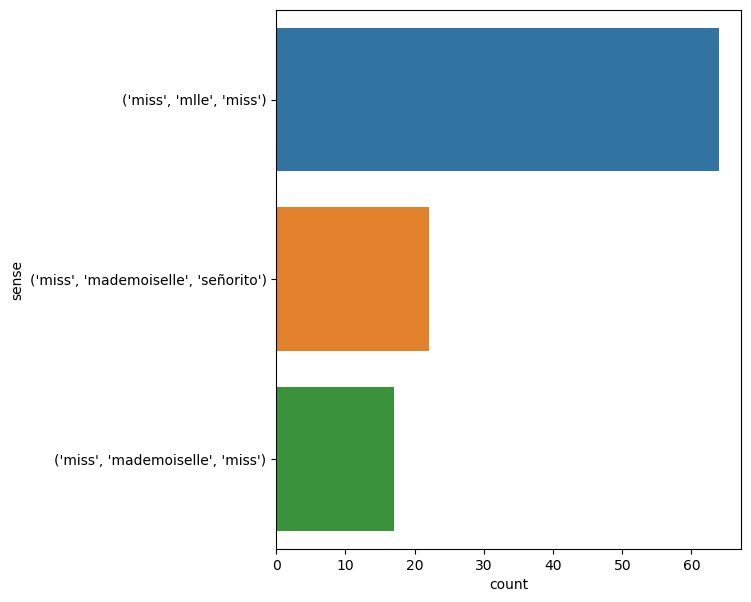 ('miss', 'mlle', 'miss')
('miss', 'mademoiselle', 'señorito')
('miss', 'mademoiselle', 'miss')
sense
0 10 20 30 40 50 60
count